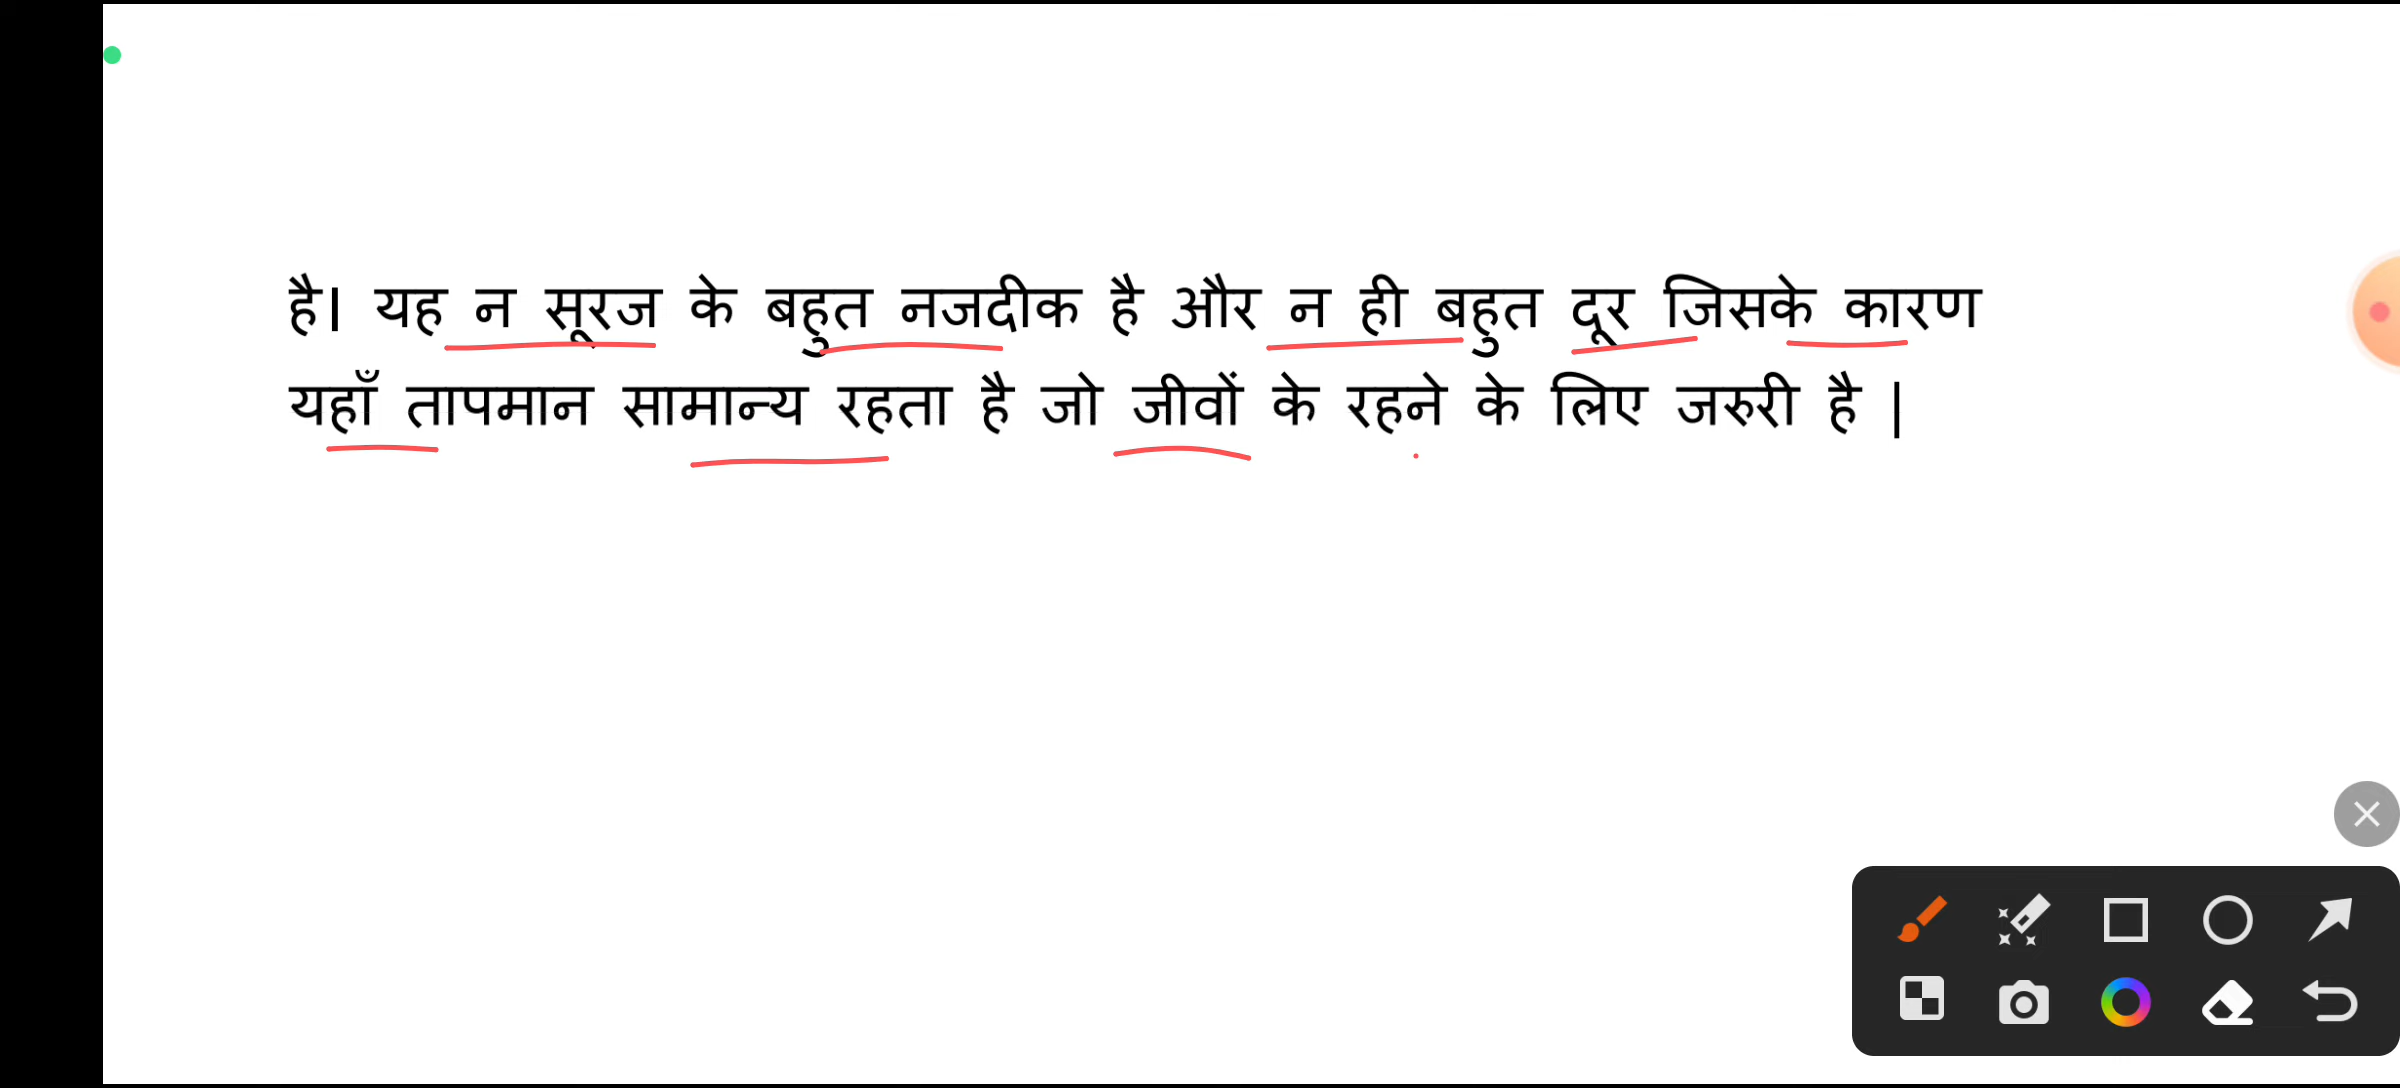 है। यह न सूरज के बहुत नजदीक है और न ही बहुत दूर जिसके कारण
यहाँ तापमान सामान्य रहता है जो जीवों के रहने के लिए जरुरी है |